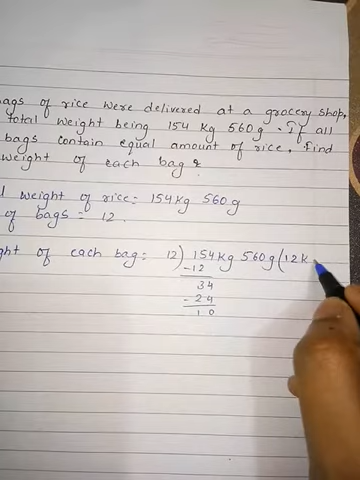 ags of rice were delivered at a grocery shop,
total weight being 154 Kg 560g. If all
bags contain equal amount of rice, find
weight of each bag?
l weight of rice = 154Kg 560g
of bags = 12.
ght of each bag = 12) 154Kg 560g (12 k
-12
34
- 24
10